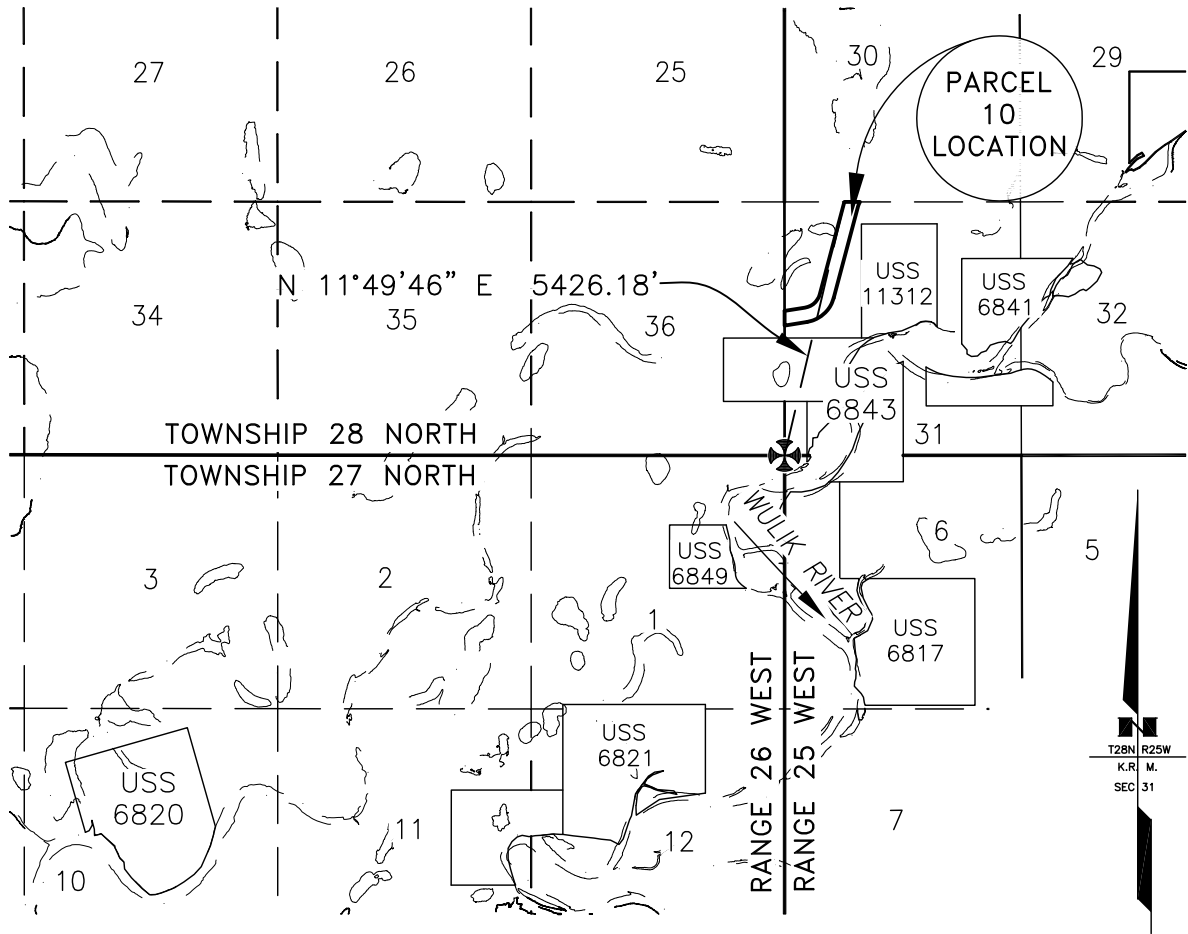 27
26
25
30
29
PARCEL
10
LOCATION
N 11°49'46" E 5426.18'
34
35
36
USS
11312
USS
6841
32
USS
6843
31
TOWNSHIP 28 NORTH
TOWNSHIP 27 NORTH
WULIK RIVER
3
2
1
USS
6849
6
5
USS
6817
RANGE 26 WEST
RANGE 25 WEST
USS
6821
USS
6820
10
11
12
7
N
T28N R25W
K.R. M.
SEC 31